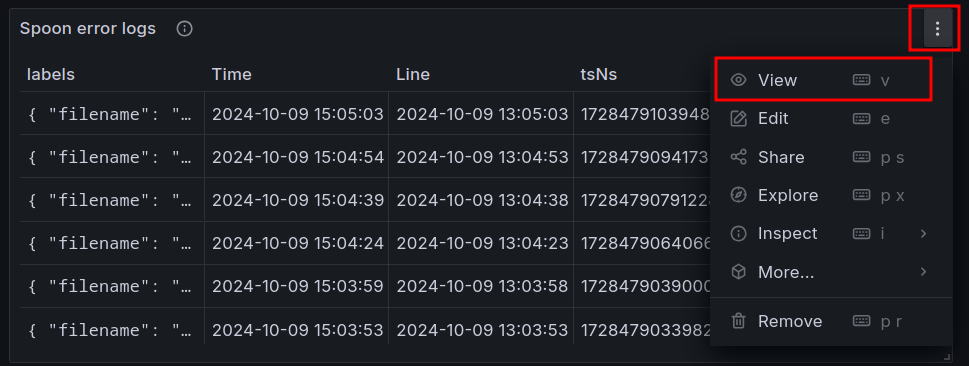 Spoon error logs
labels Time Line tsNs
{ "filename": "… 2024-10-09 15:05:03 2024-10-09 13:05:03 1728479103948
{ "filename": "… 2024-10-09 15:04:54 2024-10-09 13:04:53 1728479094173
{ "filename": "… 2024-10-09 15:04:39 2024-10-09 13:04:38 1728479079122
{ "filename": "… 2024-10-09 15:04:24 2024-10-09 13:04:23 1728479064066
{ "filename": "… 2024-10-09 15:03:59 2024-10-09 13:03:58 1728479039000
{ "filename": "… 2024-10-09 15:03:53 2024-10-09 13:03:53 1728479033982
View v
Edit e
Share p s
Explore p x
Inspect i
More...
Remove p r